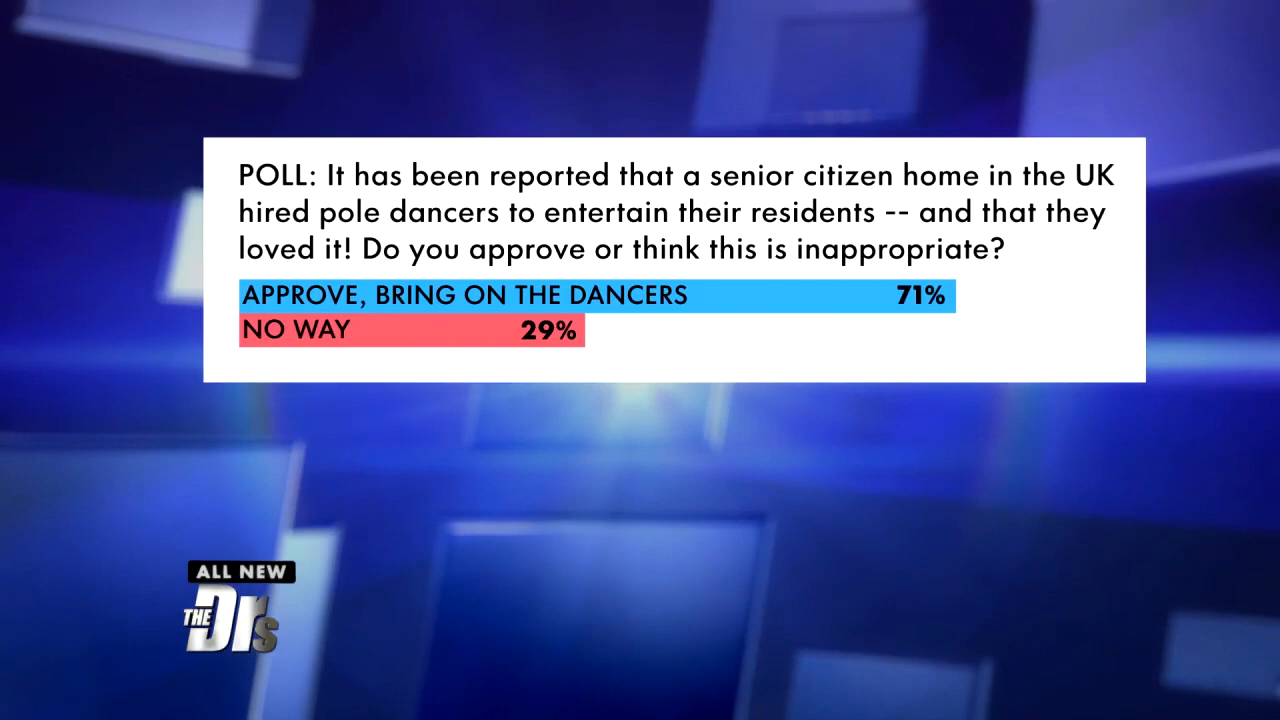 POLL: It has been reported that a senior citizen home in the UK
hired pole dancers to entertain their residents -- and that they
loved it! Do you approve or think this is inappropriate?
APPROVE, BRING ON THE DANCERS 71%
NO WAY 29%
ALL NEW
THE Drs